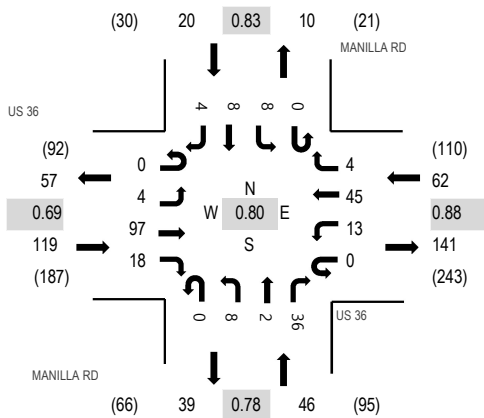 (30) 20 0.83 10 (21)
MANILLA RD
US 36
4 8 8 0
(92)
0
4
(110)
57
62
4
45
N
0.69
W 0.80 E
0.88
97
13
S
119
141
18
0
(187)
(243)
0 8 2 36
US 36
MANILLA RD
(66) 39 0.78 46 (95)